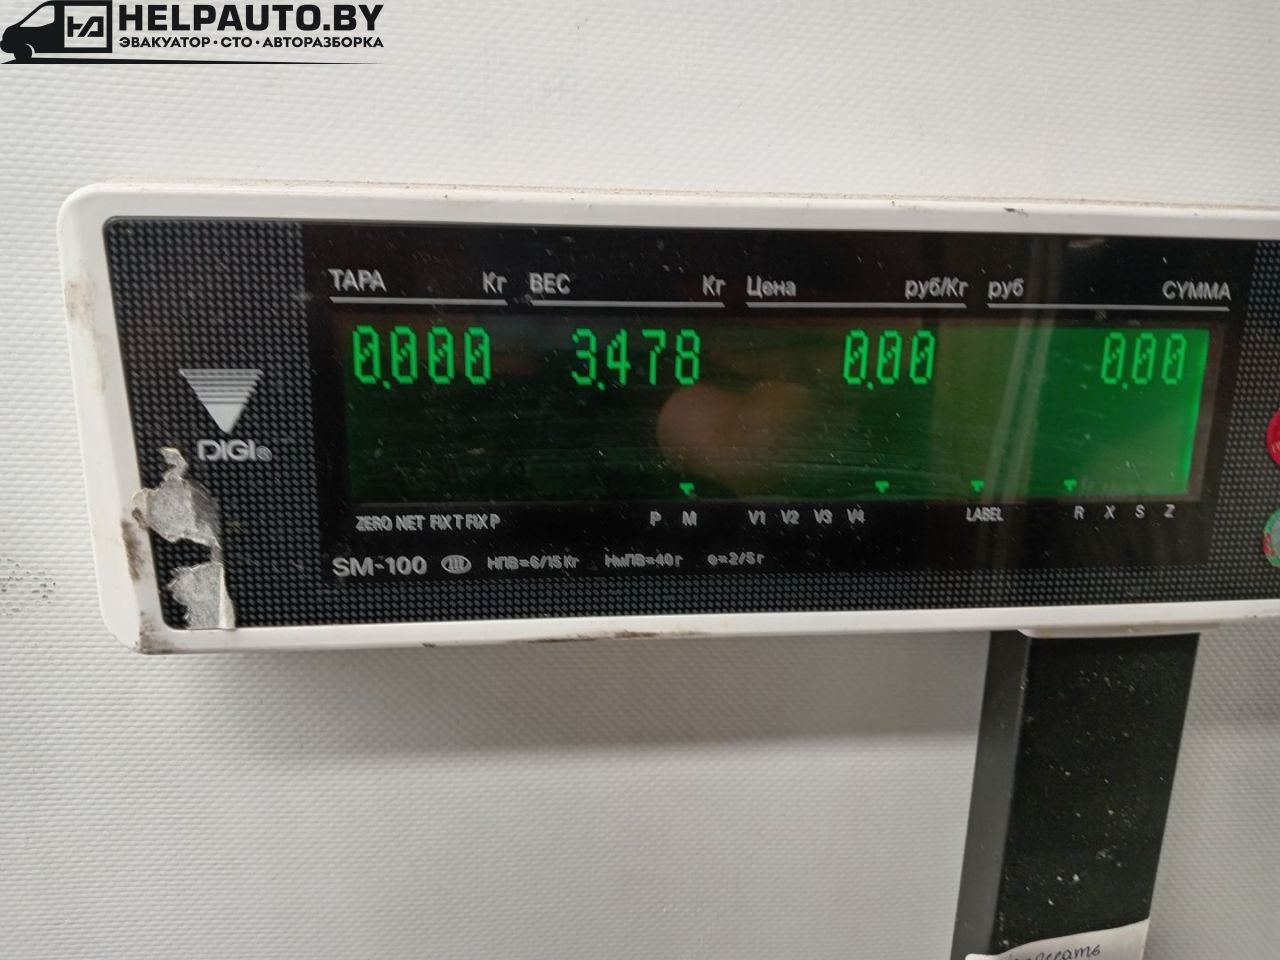 HELPAUTO.BY
ЭВАКУАТОР·СТО·АВТОРАЗБОРКА
ТАРА Кг ВЕС Кг Цена руб/Кг руб СУММА
0.000 3.478 0.00 0.00
DIGI®
ZERO NET FIX T FIX P P M V1 V2 V3 V4 LABEL R X S Z
SM-100 III НПВ=6/15Кг НмПВ=40г e=2/5г